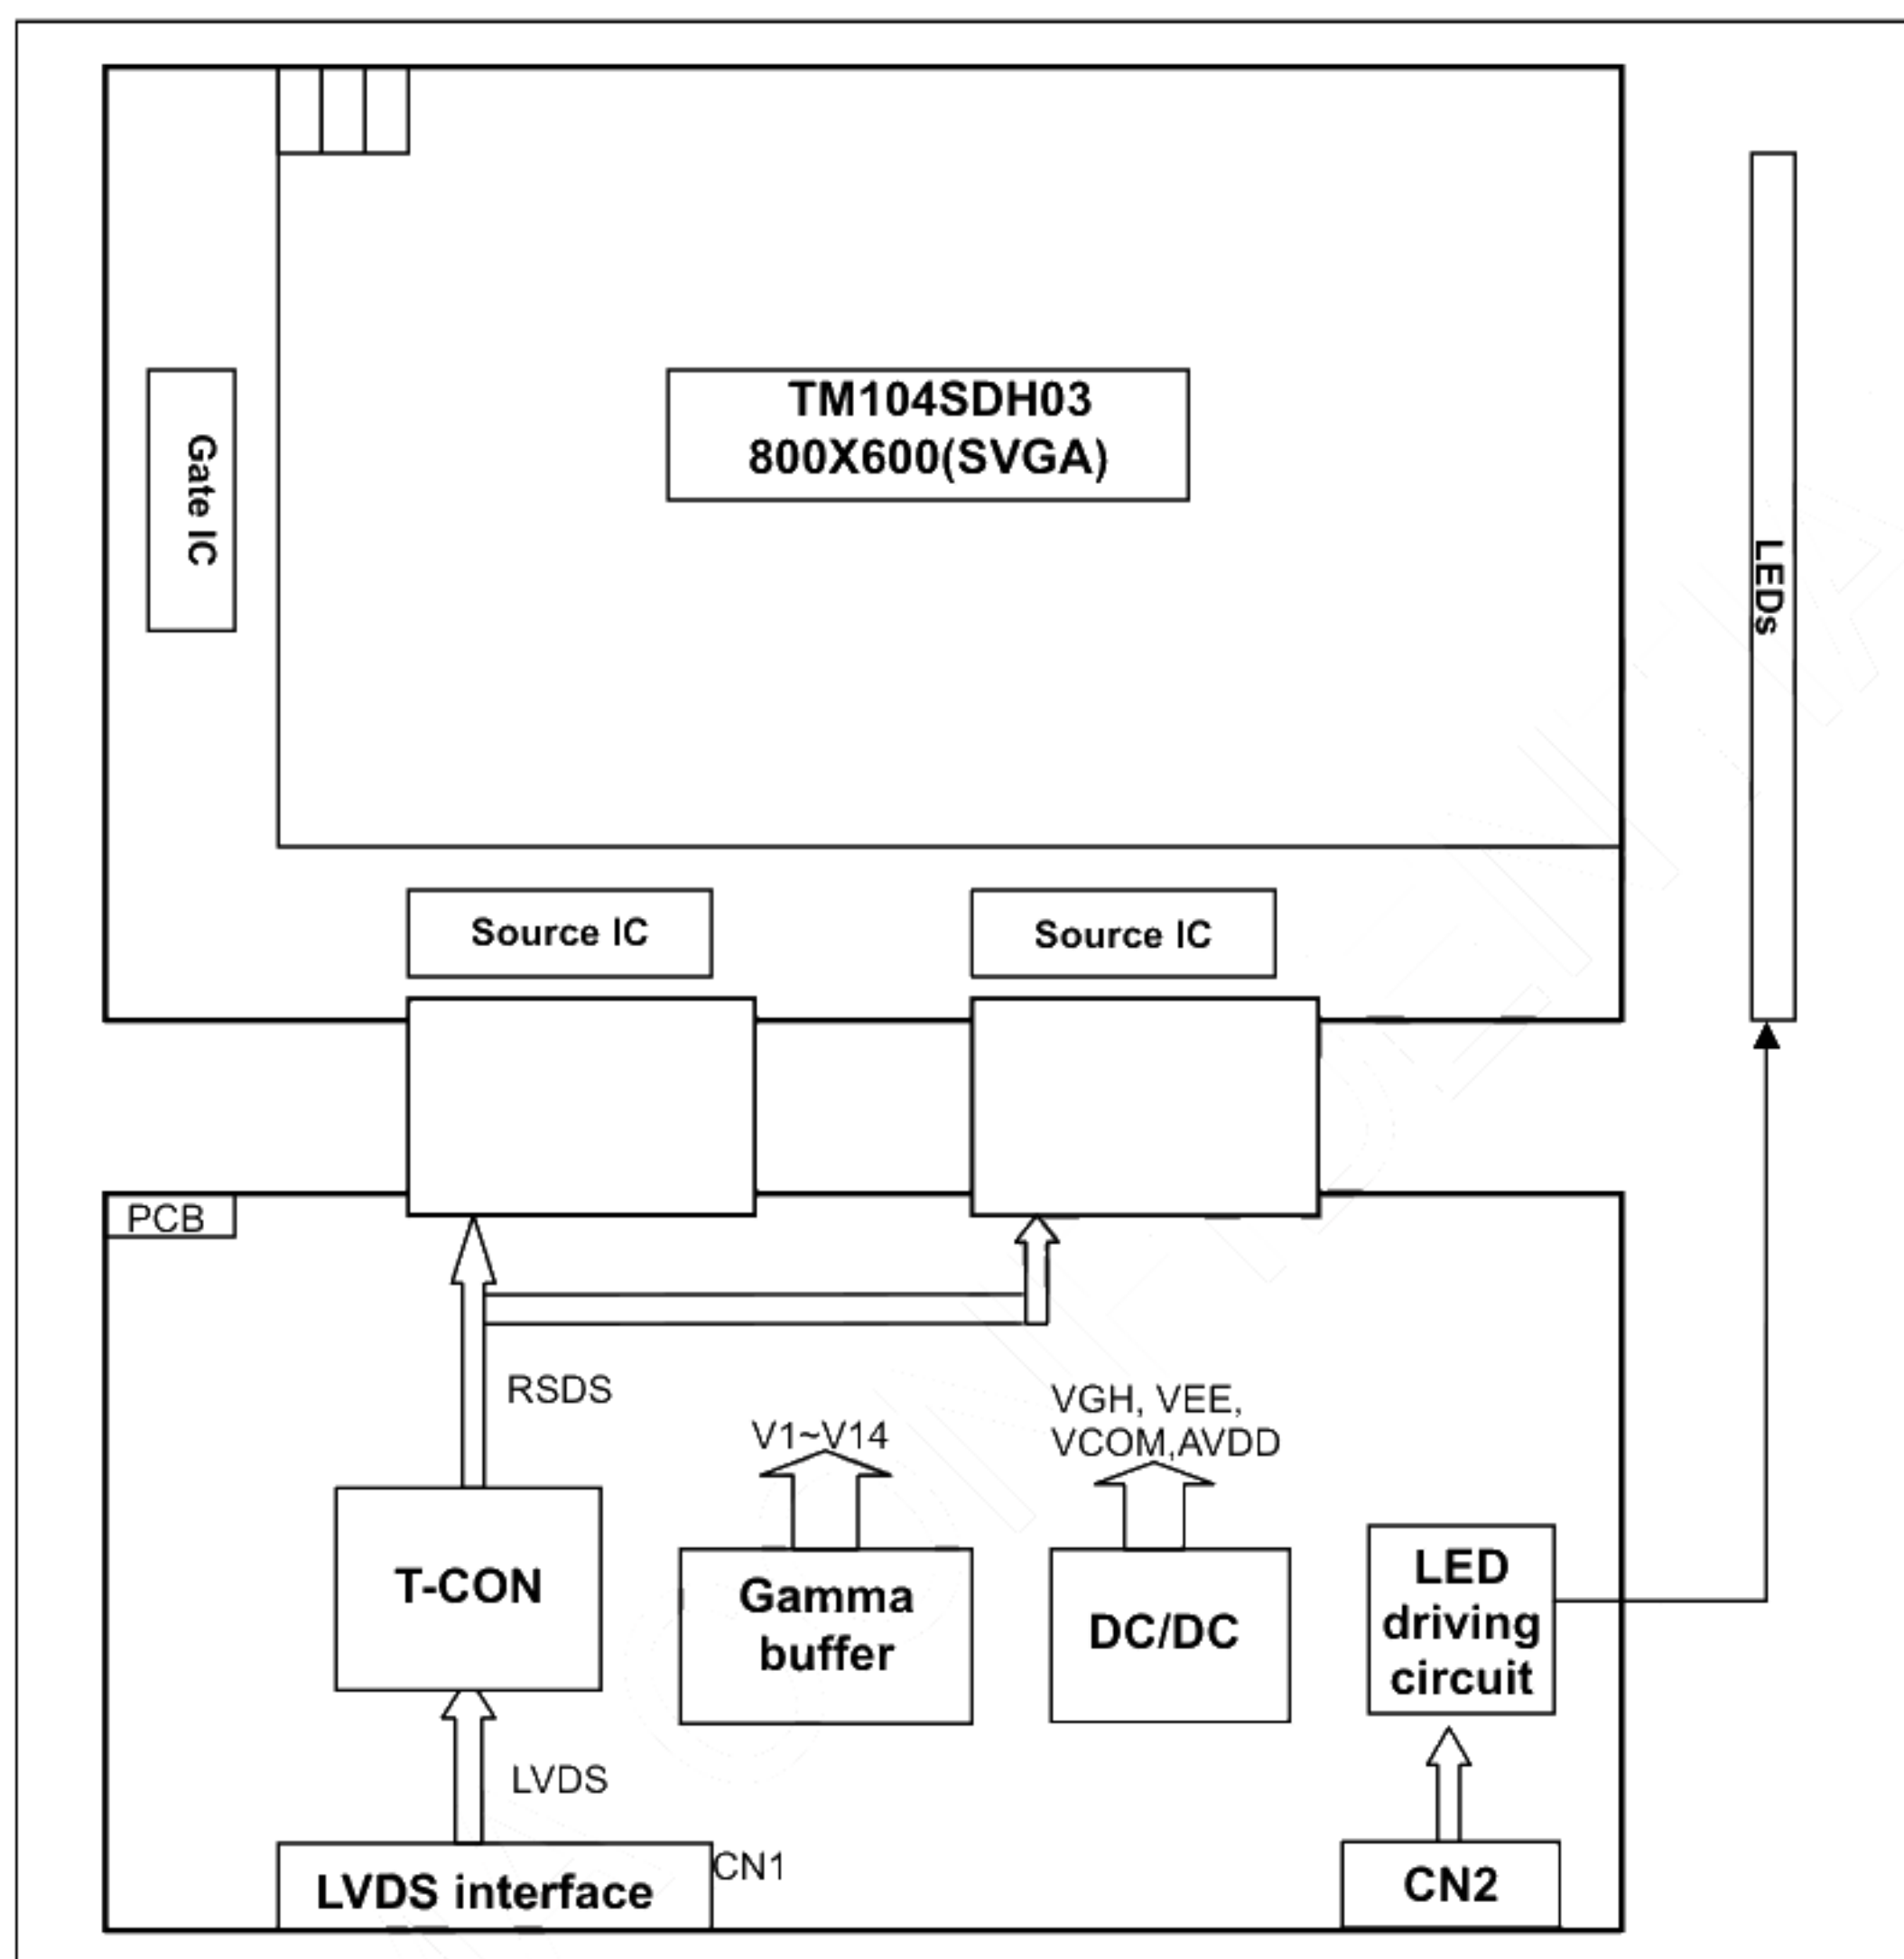 TM104SDH03
800X600(SVGA)
Gate IC
LEDs
Source IC
Source IC
PCB
RSDS
VGH, VEE,
VCOM,AVDD
V1~V14
T-CON
Gamma
buffer
DC/DC
LED
driving
circuit
LVDS
LVDS interface
CN1
CN2